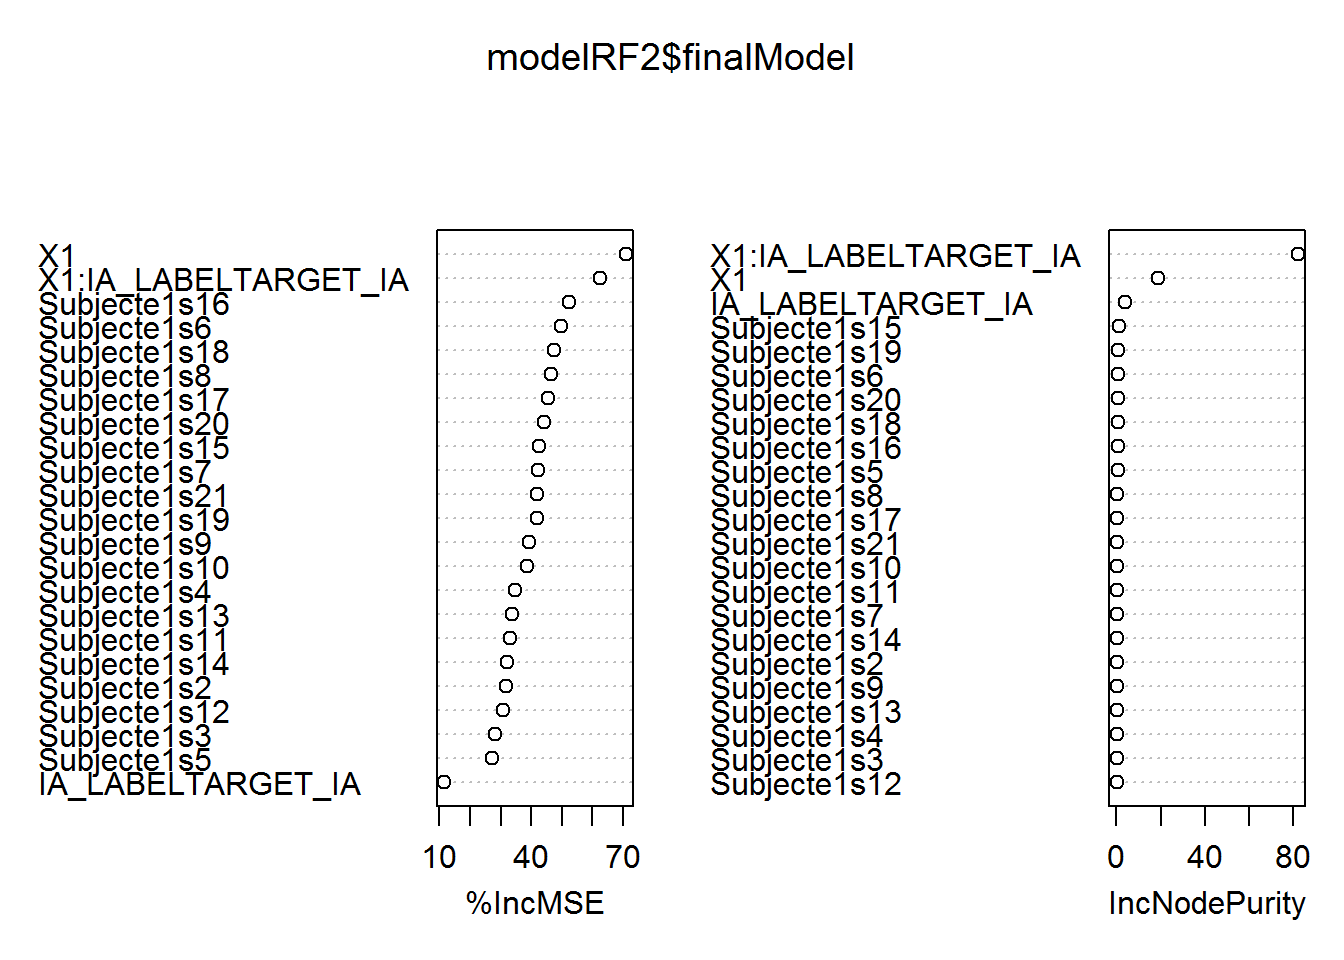 modelRF2$finalModel
X1
X1:IA_LABELTARGET_IA
Subjecte1s16
Subjecte1s6
Subjecte1s18
Subjecte1s8
Subjecte1s17
Subjecte1s20
Subjecte1s15
Subjecte1s7
Subjecte1s21
Subjecte1s19
Subjecte1s9
Subjecte1s10
Subjecte1s4
Subjecte1s13
Subjecte1s11
Subjecte1s14
Subjecte1s2
Subjecte1s12
Subjecte1s3
Subjecte1s5
IA_LABELTARGET_IA
10 40 70
%IncMSE
X1:IA_LABELTARGET_IA
X1
IA_LABELTARGET_IA
Subjecte1s15
Subjecte1s19
Subjecte1s6
Subjecte1s20
Subjecte1s18
Subjecte1s16
Subjecte1s5
Subjecte1s8
Subjecte1s17
Subjecte1s21
Subjecte1s10
Subjecte1s11
Subjecte1s7
Subjecte1s14
Subjecte1s2
Subjecte1s9
Subjecte1s13
Subjecte1s4
Subjecte1s3
Subjecte1s12
0 40 80
IncNodePurity